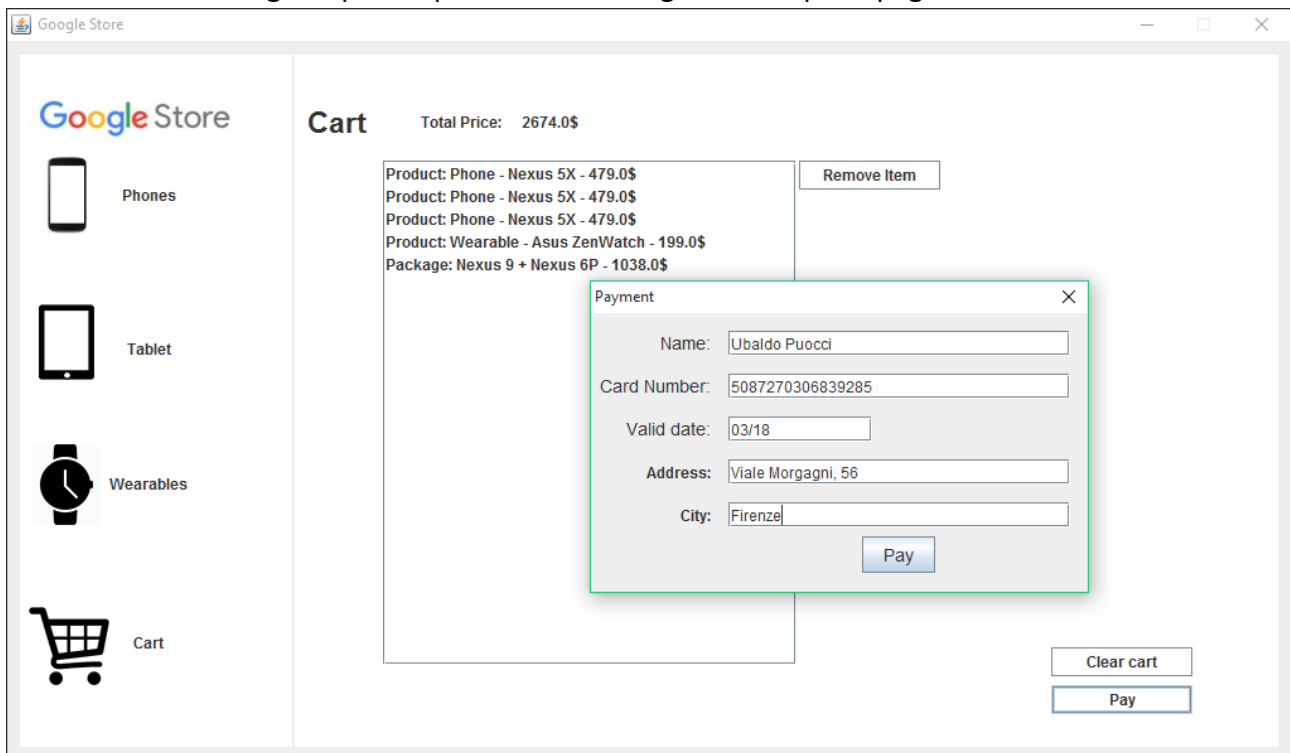 Google Store
Google Store
Cart
Total Price: 2674.0$
Phones
Product: Phone - Nexus 5X - 479.0$
Product: Phone - Nexus 5X - 479.0$
Product: Phone - Nexus 5X - 479.0$
Product: Wearable - Asus ZenWatch - 199.0$
Package: Nexus 9 + Nexus 6P - 1038.0$
Remove Item
Payment
Name: Ubaldo Puocci
Card Number: 5087270306839285
Valid date: 03/18
Address: Viale Morgagni, 56
City: Firenze
Pay
Tablet
Wearables
Cart
Clear cart
Pay